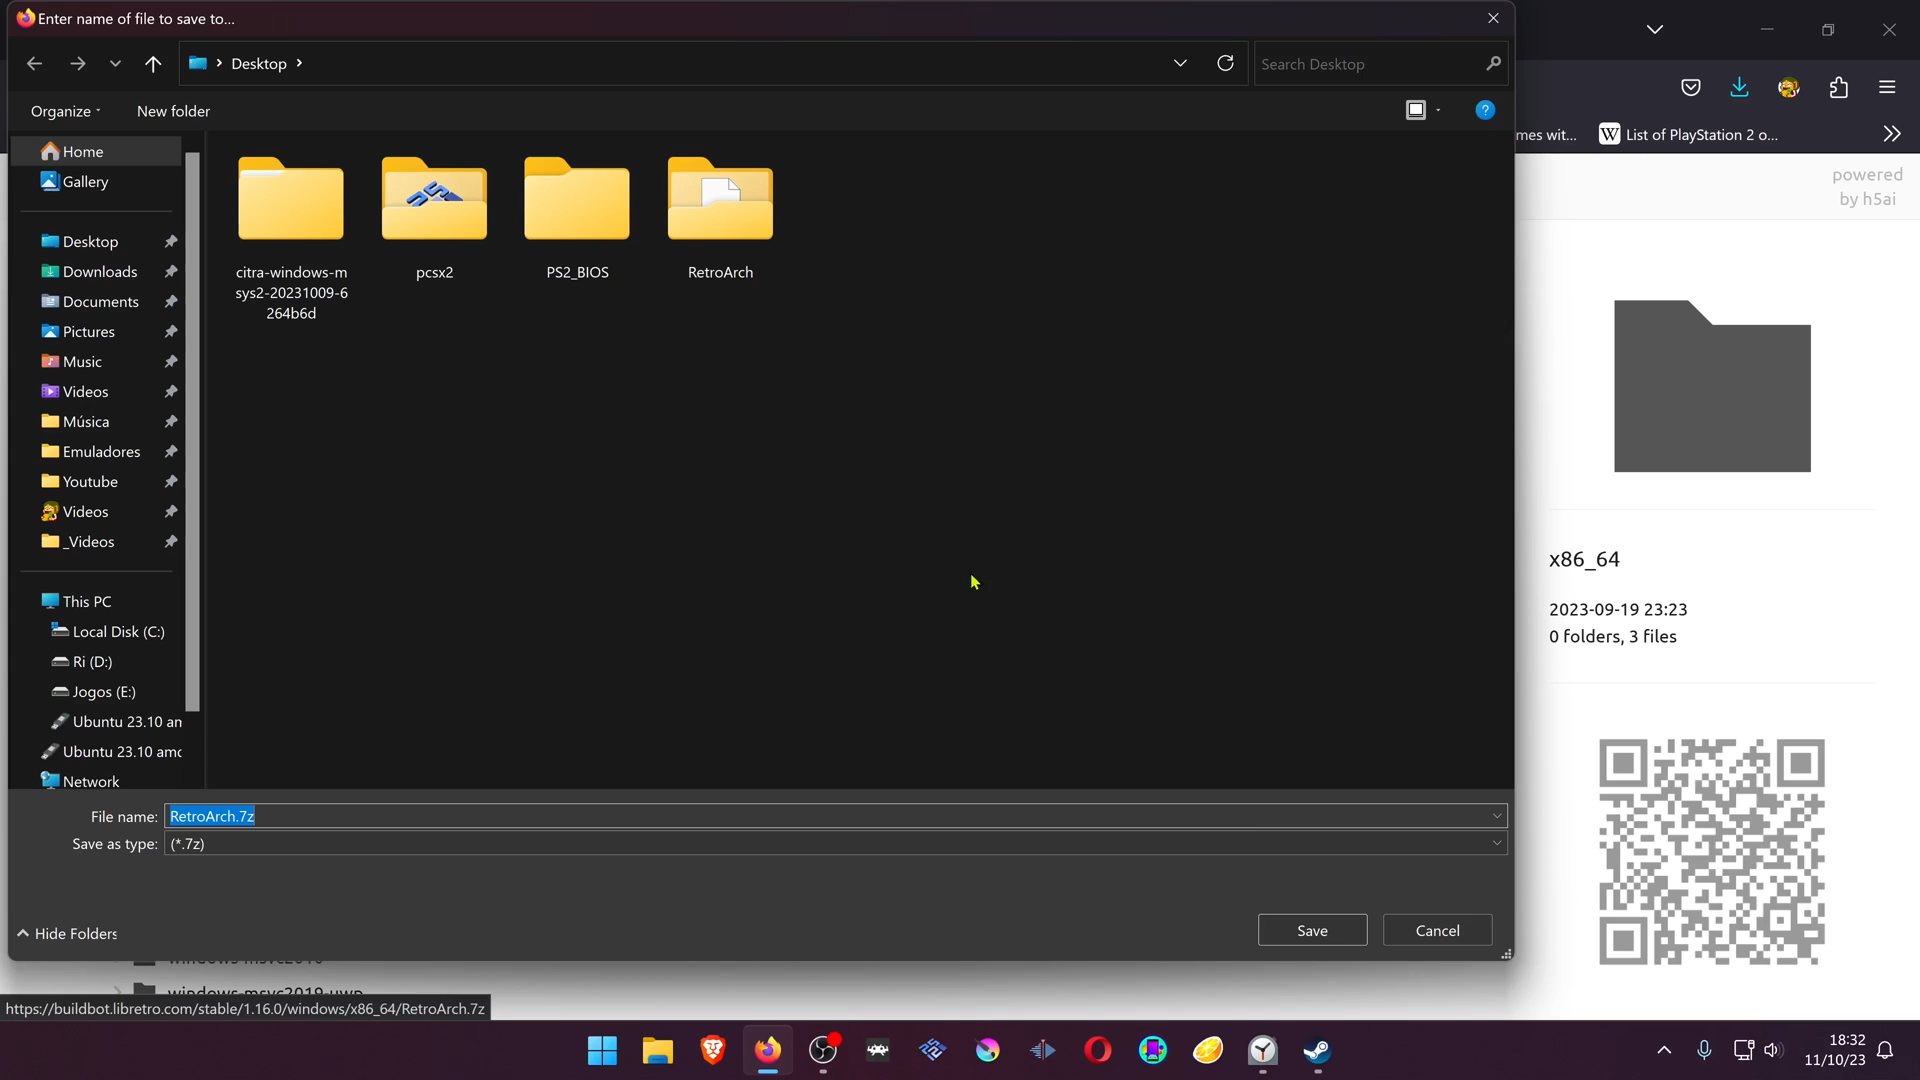 Enter name of file to save to...
Desktop
Search Desktop
Organize
New folder
Home
Gallery
Desktop
Downloads
Documents
Pictures
Music
Videos
Música
Emuladores
Youtube
Videos
_Videos
This PC
Local Disk (C:)
Ri (D:)
Jogos (E:)
Ubuntu 23.10 an
Ubuntu 23.10 amc
Network
citra-windows-m
sys2-20231009-6
264b6d
pcsx2
PS2_BIOS
RetroArch
File name: RetroArch.7z
Save as type: (*.7z)
Hide Folders
Save
Cancel
mes wit...
W List of PlayStation 2 o...
powered
by h5ai
x86_64
2023-09-19 23:23
0 folders, 3 files
windows-msvc2019-uwp
https://buildbot.libretro.com/stable/1.16.0/windows/x86_64/RetroArch.7z
18:32
11/10/23